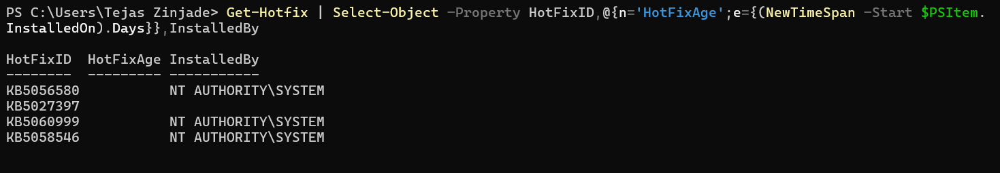 PS C:\Users\Tejas Zinjade> Get-Hotfix | Select-Object -Property HotFixID,@{n='HotFixAge';e={(NewTimeSpan -Start $PSItem.
InstalledOn).Days}},InstalledBy
HotFixID  HotFixAge InstalledBy
--------  --------- -----------
KB5056580           NT AUTHORITY\SYSTEM
KB5027397
KB5060999           NT AUTHORITY\SYSTEM
KB5058546           NT AUTHORITY\SYSTEM